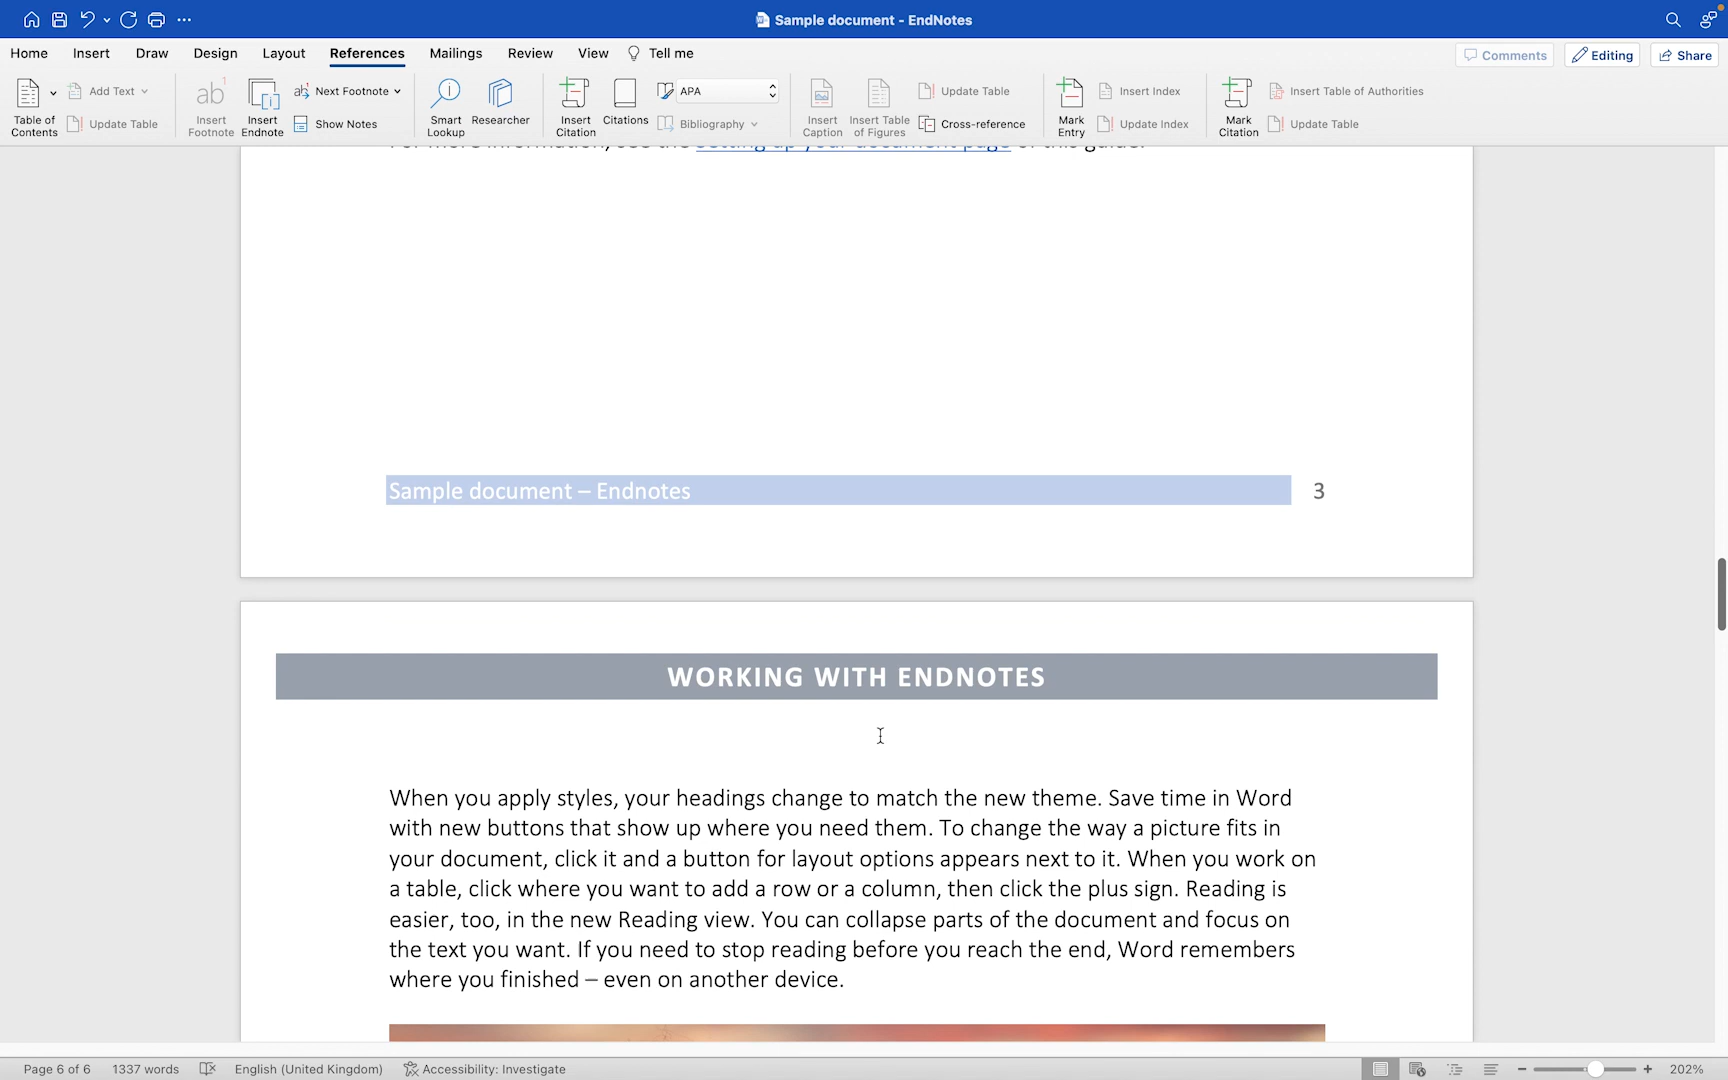 Sample document - EndNotes
Home Insert Draw Design Layout References Mailings Review View Tell me
Comments Editing Share
Table of Contents
Add Text
Update Table
ab 1
Insert Footnote
Insert Endnote
ab Next Footnote
Show Notes
Smart Lookup
Researcher
Insert Citation
Citations
APA
Bibliography
Insert Caption
Insert Table of Figures
Update Table
Cross-reference
Mark Entry
Insert Index
Update Index
Mark Citation
Insert Table of Authorities
Update Table
For more information, see the setting up your document page of this guide.
Sample document – Endnotes 3
WORKING WITH ENDNOTES
When you apply styles, your headings change to match the new theme. Save time in Word
with new buttons that show up where you need them. To change the way a picture fits in
your document, click it and a button for layout options appears next to it. When you work on
a table, click where you want to add a row or a column, then click the plus sign. Reading is
easier, too, in the new Reading view. You can collapse parts of the document and focus on
the text you want. If you need to stop reading before you reach the end, Word remembers
where you finished – even on another device.
Page 6 of 6 1337 words English (United Kingdom) Accessibility: Investigate 202%